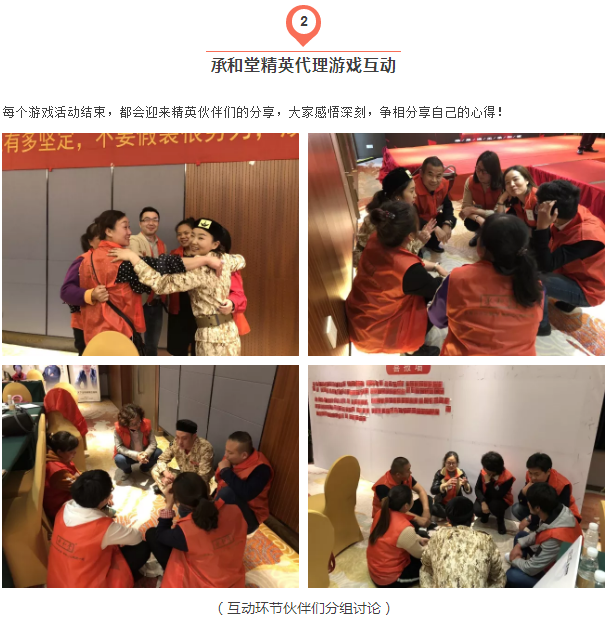 2
承和堂精英代理游戏互动
每个游戏活动结束，都会迎来精英伙伴们的分享，大家感悟深刻，争相分享自己的心得！
有多坚定，不要假装很努力，
（互动环节伙伴们分组讨论）